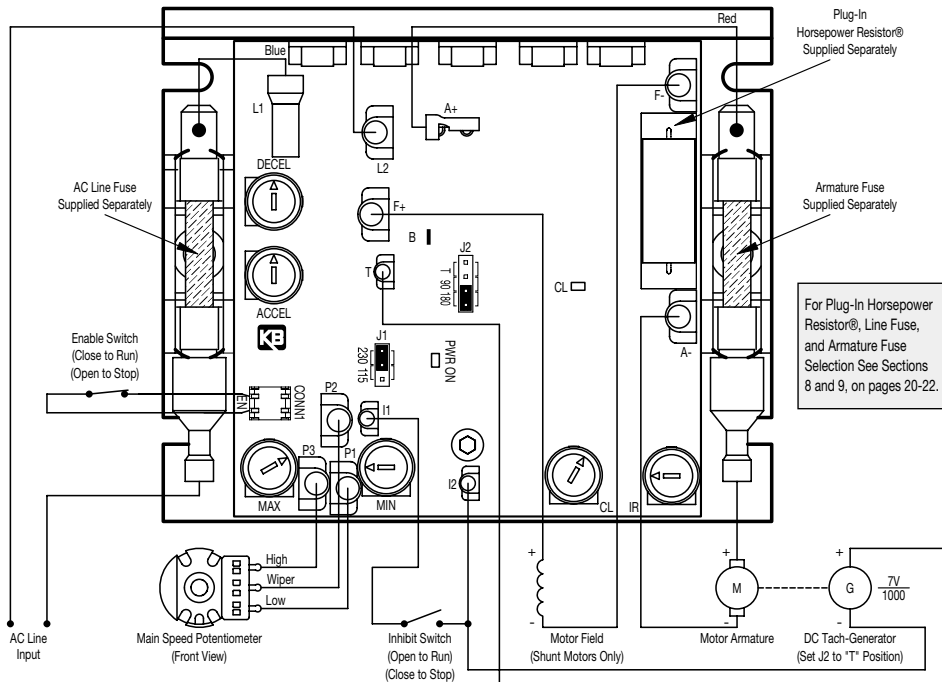 Plug-In
Horsepower Resistor®
Supplied Separately
Red
Blue
L1
A+
F-
L2
DECEL
AC Line Fuse
Supplied Separately
Armature Fuse
Supplied Separately
F+
B
J2
T
T 90 180
CL
ACCEL
KB
For Plug-In Horsepower
Resistor®, Line Fuse,
and Armature Fuse
Selection See Sections
8 and 9, on pages 20-22.
Enable Switch
(Close to Run)
(Open to Stop)
J1
230 115
PWR ON
A-
EN
CONN1
P2
I1
P3
P1
I2
MAX
MIN
CL
IR
High
Wiper
Low
+
-
+
M
-
+
G
-
7V
1000
AC Line
Input
Main Speed Potentiometer
(Front View)
Inhibit Switch
(Open to Run)
(Close to Stop)
Motor Field
(Shunt Motors Only)
Motor Armature
DC Tach-Generator
(Set J2 to "T" Position)